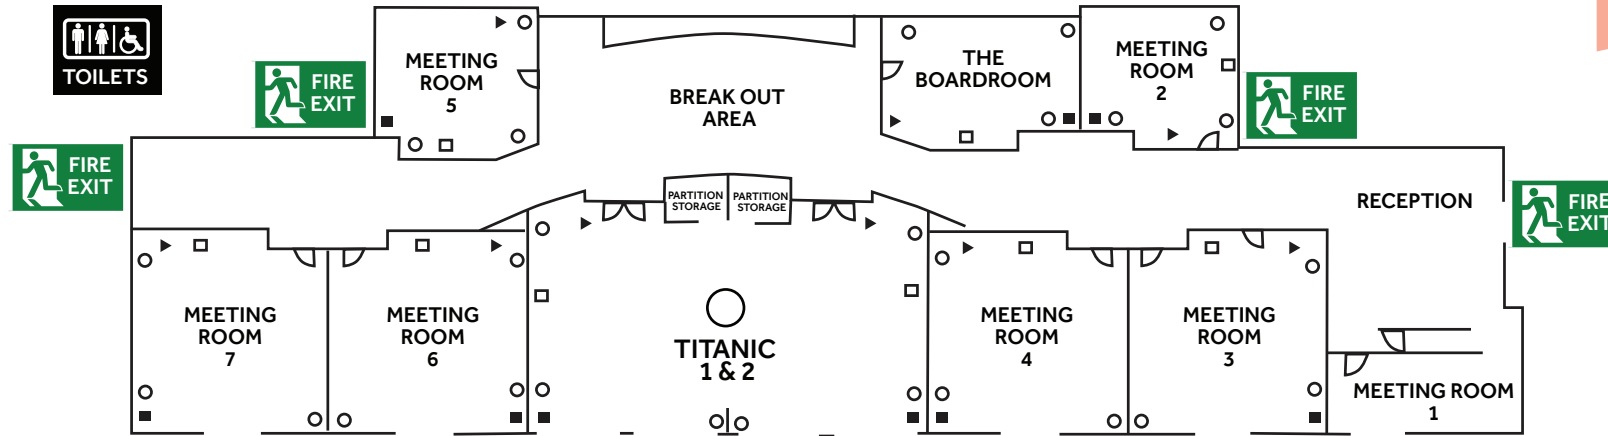 TOILETS
FIRE
EXIT
FIRE
EXIT
MEETING
ROOM
5
BREAK OUT
AREA
THE
BOARDROOM
MEETING
ROOM
2
FIRE
EXIT
PARTITION
STORAGE
PARTITION
STORAGE
RECEPTION
FIRE
EXIT
MEETING
ROOM
7
MEETING
ROOM
6
TITANIC
1 & 2
MEETING
ROOM
4
MEETING
ROOM
3
MEETING ROOM
1